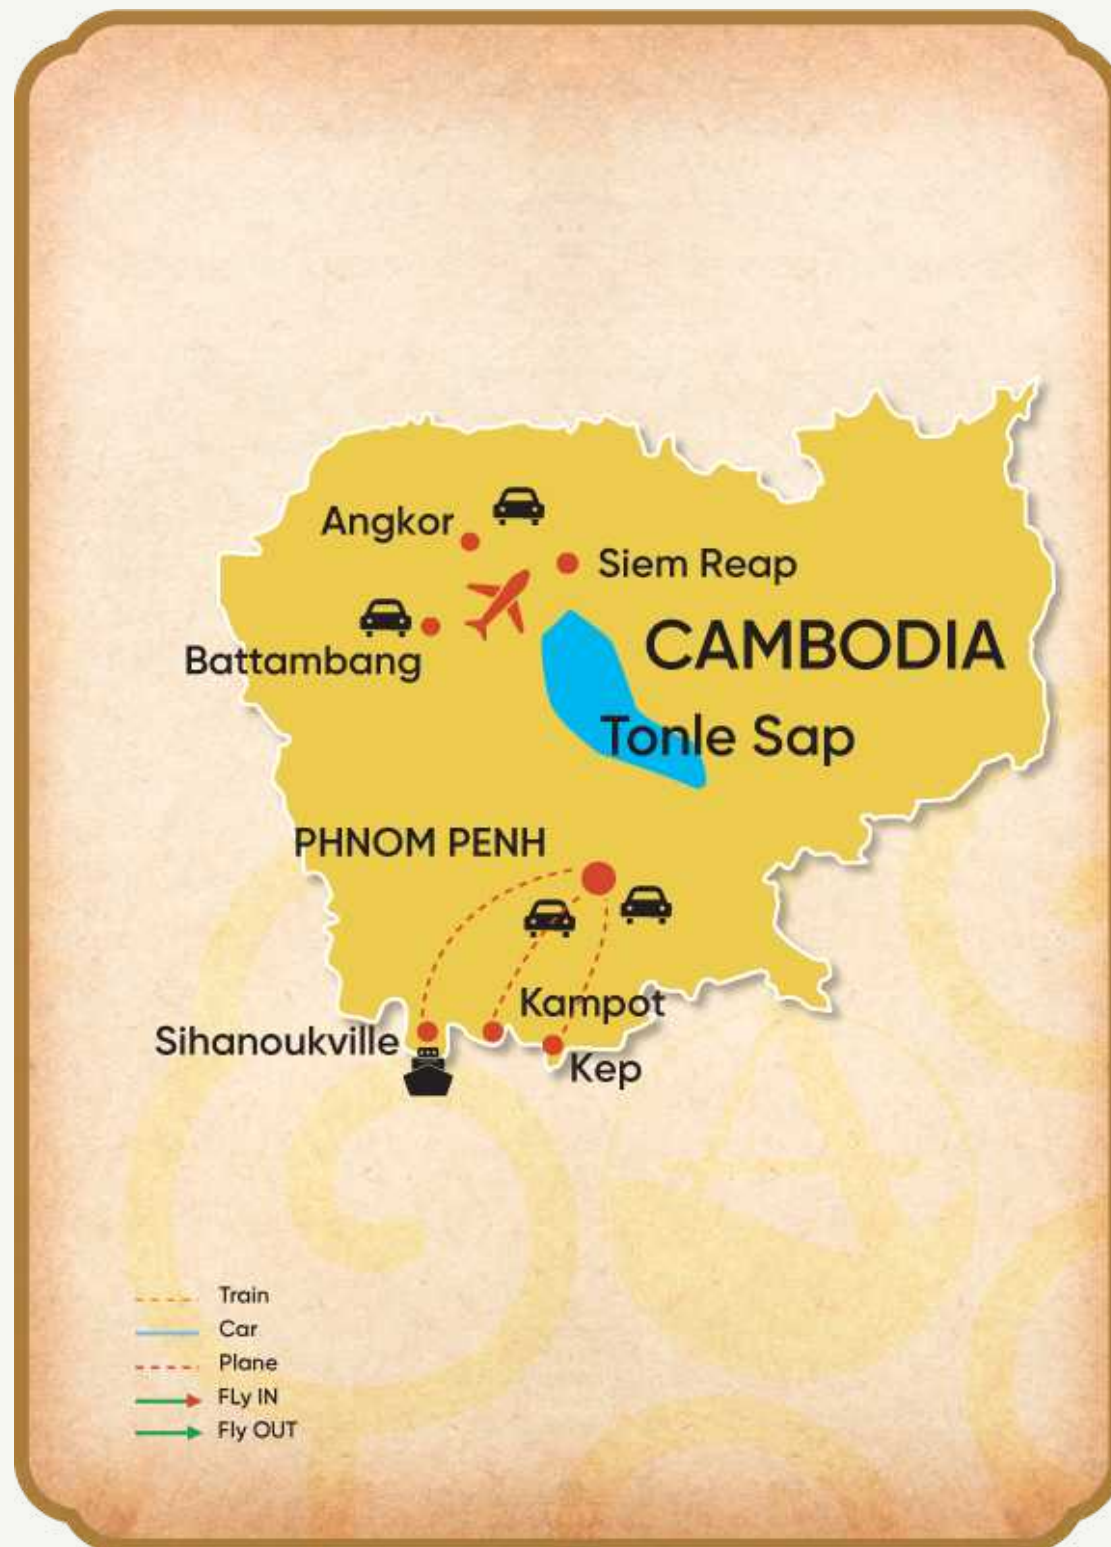 Angkor
Siem Reap
CAMBODIA
Battambang
Tonle Sap
PHNOM PENH
Kampot
Sihanoukville
Kep
Train
Car
Plane
FLy IN
Fly OUT